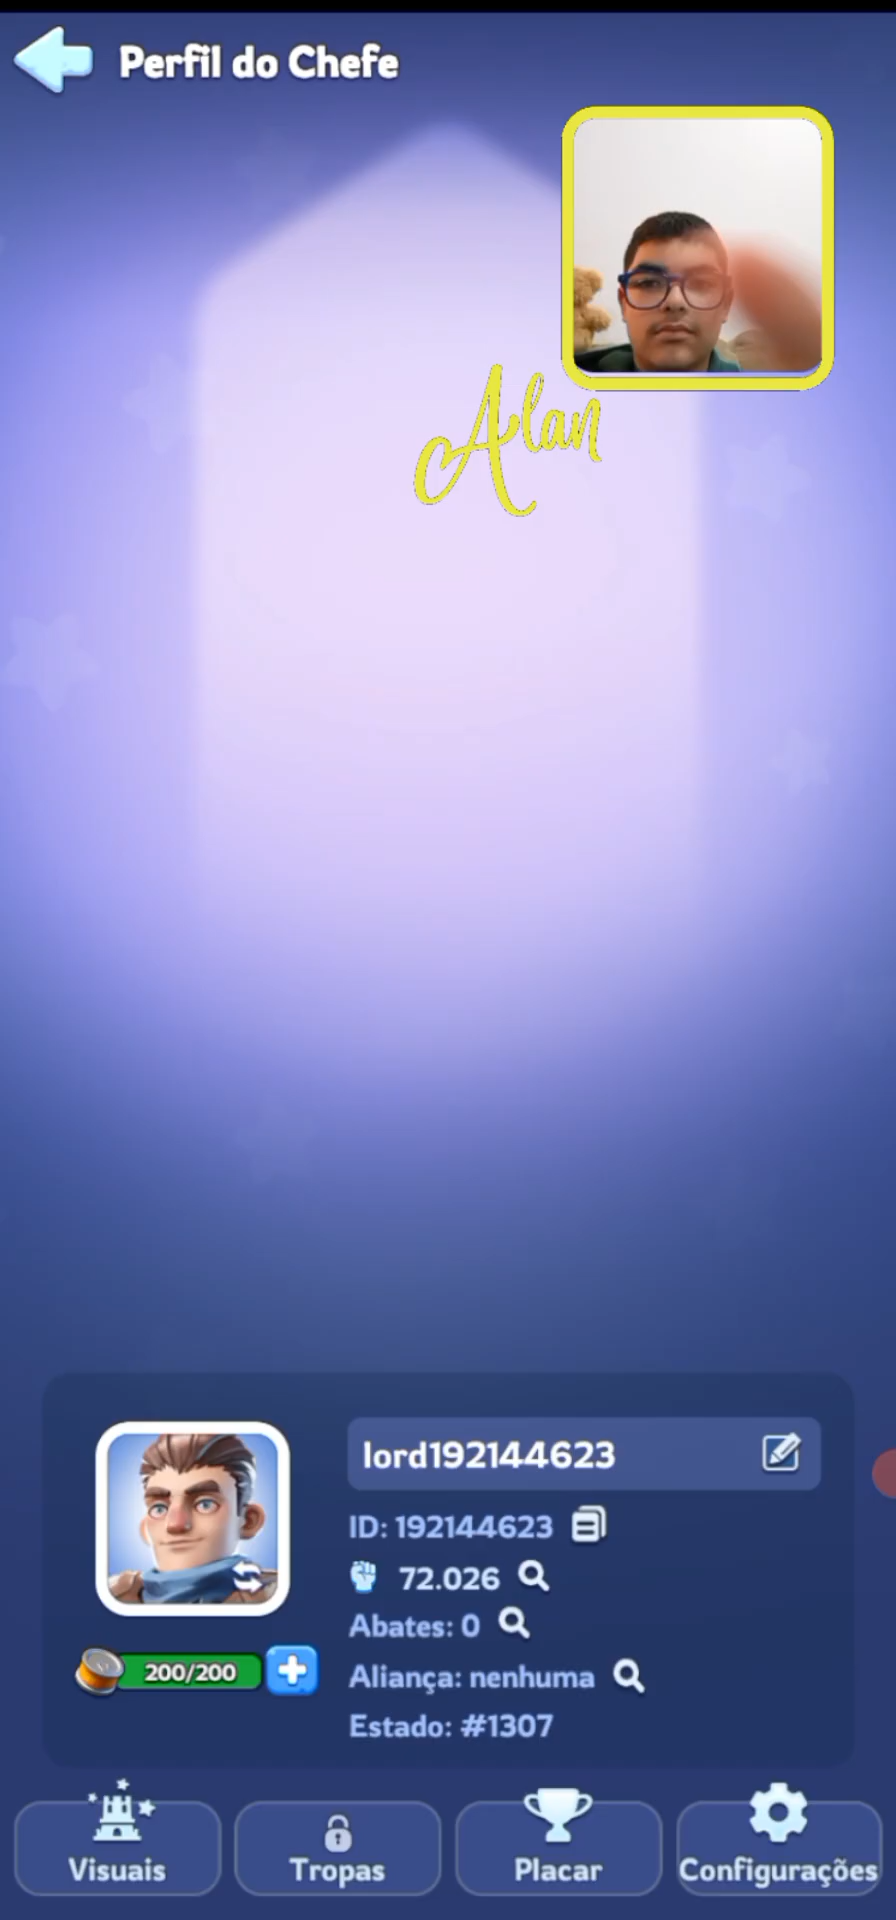 Perfil do Chefe
Alan
lord192144623
ID: 192144623
72.026
Abates: 0
200/200
Aliança: nenhuma
Estado: #1307
Visuais
Tropas
Placar
Configurações